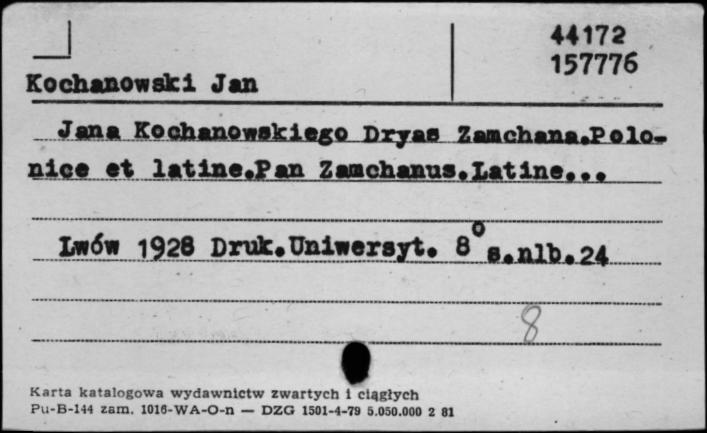 44172
157776
Kochanowski Jan
Jana Kochanowskiego Dryas Zamchana.Polo-
nice et latine.Pan Zamchanus.Latine...
Lwów 1928 Druk.Uniwersyt. 8° s.nlb.24
8
Karta katalogowa wydawnictw zwartych i ciągłych
Pu-B-144 zam. 1016-WA-O-n — DZG 1501-4-79 5.050.000 2 81